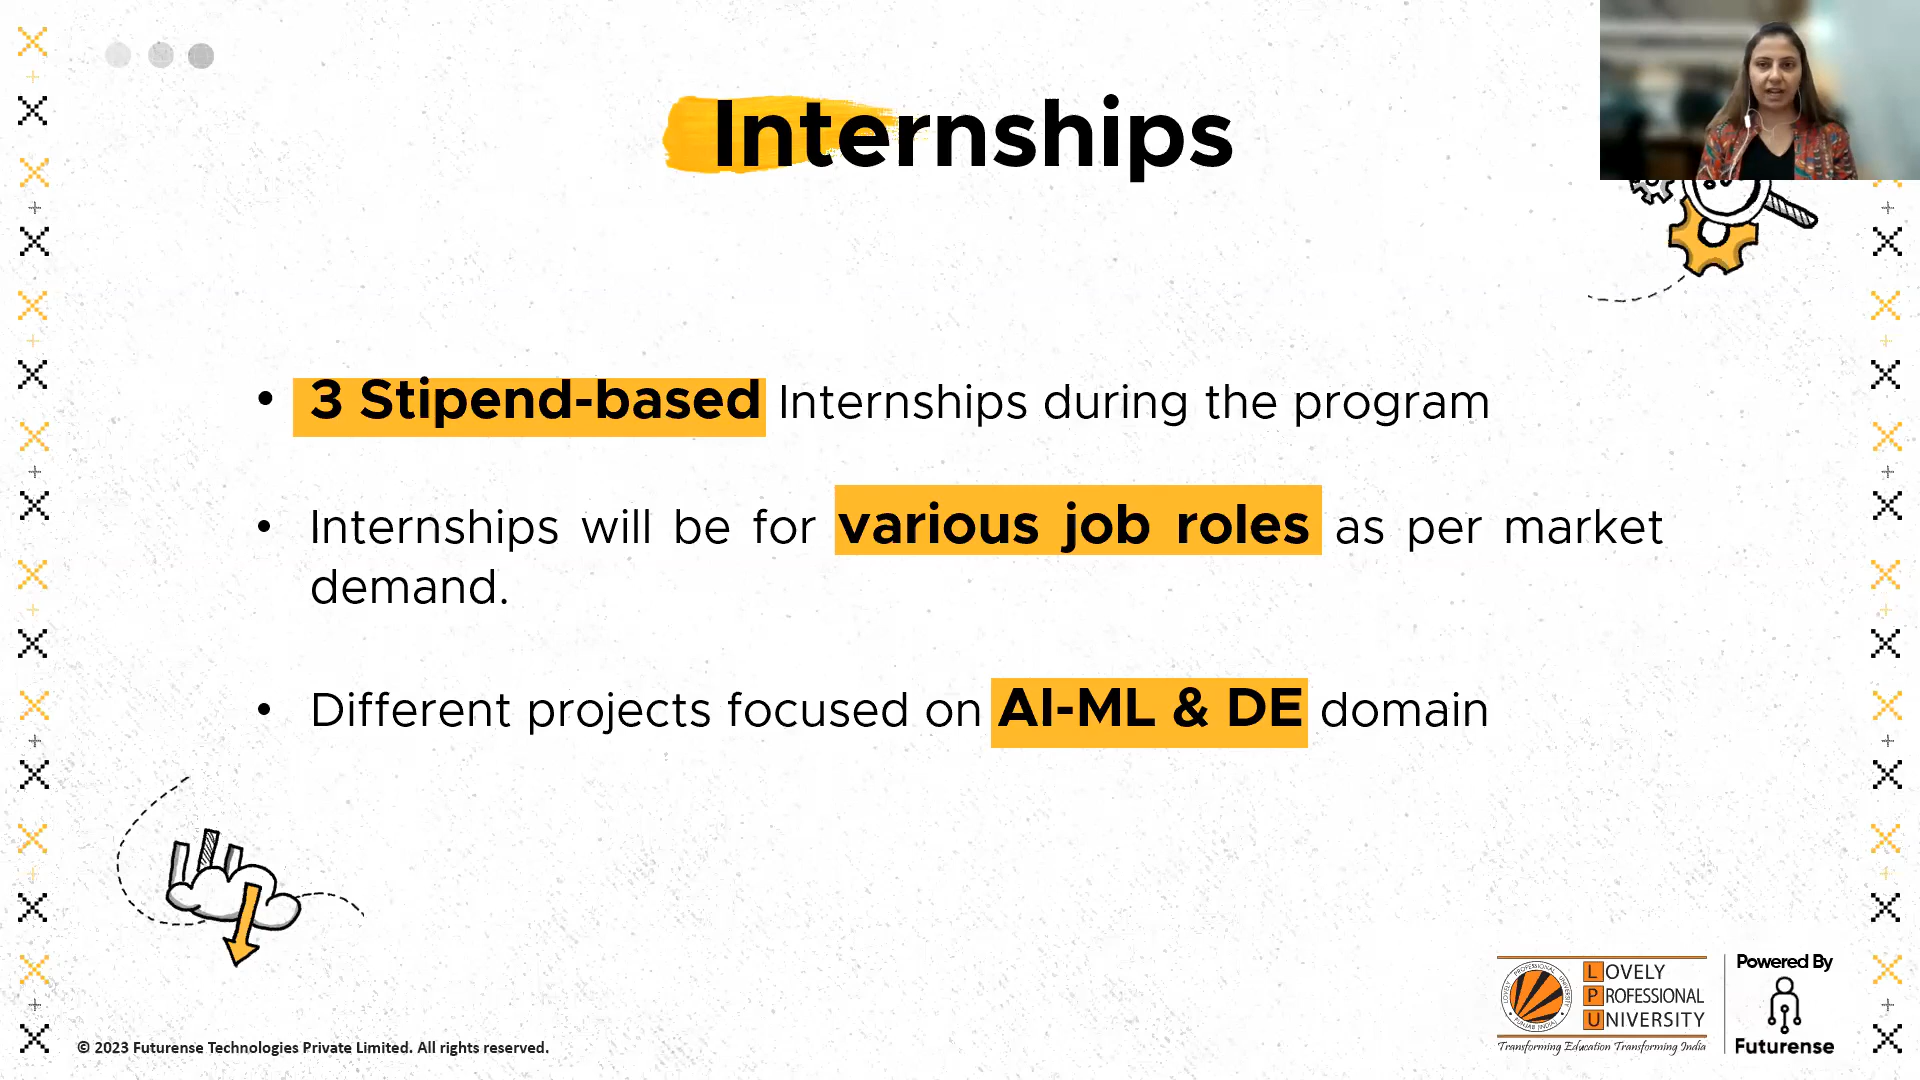 Internships
• 3 Stipend-based Internships during the program
• Internships will be for various job roles as per market
demand.
• Different projects focused on AI-ML & DE domain
LOVELY
PROFESSIONAL
UNIVERSITY
Transforming Education Transforming India
Powered By
Futurense
© 2023 Futurense Technologies Private Limited. All rights reserved.